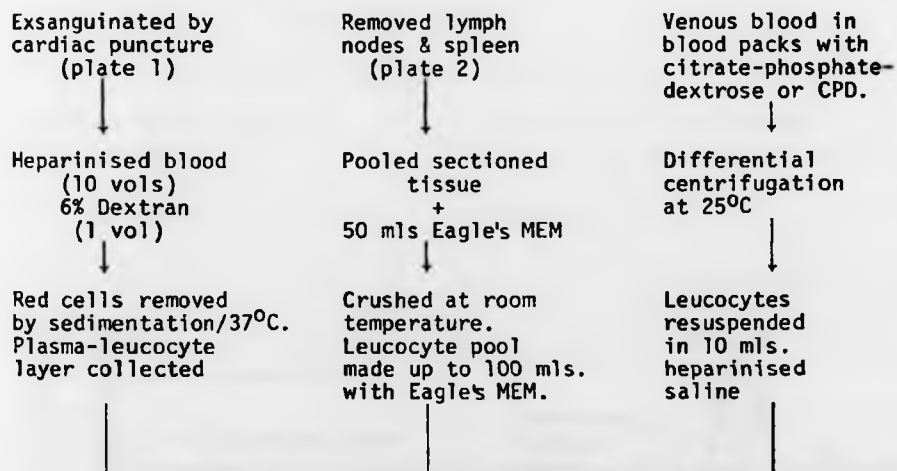 Exsanguinated by
cardiac puncture
(plate 1)
Heparinised blood
(10 vols)
6% Dextran
(1 vol)
Red cells removed
by sedimentation/37°C.
Plasma-leucocyte
layer collected
Removed lymph
nodes & spleen
(plate 2)
Pooled sectioned
tissue
+
50 mls Eagle's MEM
Crushed at room
temperature.
Leucocyte pool
made up to 100 mls.
with Eagle's MEM.
Venous blood in
blood packs with
citrate-phosphate-
dextrose or CPD.
Differential
centrifugation
at 25°C
Leucocytes
resuspended
in 10 mls.
heparinised
saline